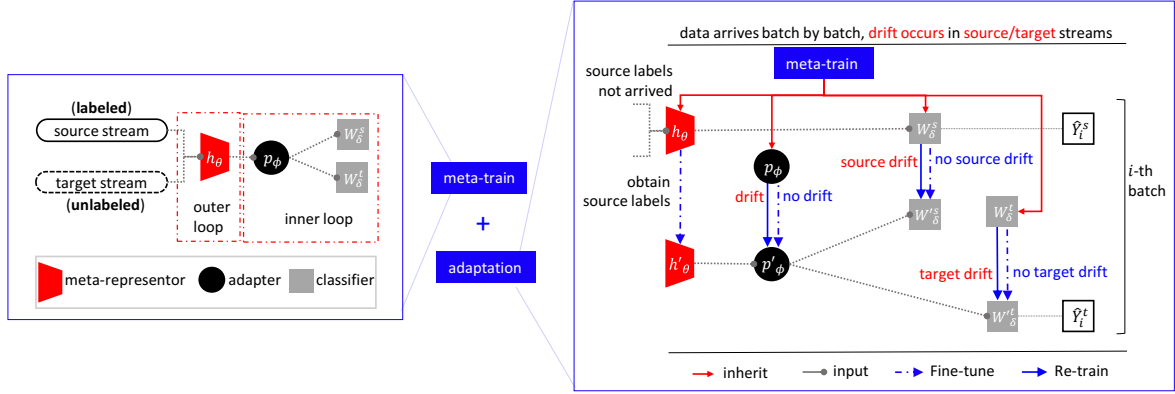 (labeled)
source stream
target stream
(unlabeled)
h_θ
p_ϕ
W_δ^s
W_δ^t
outer
loop
inner loop
meta-representor
adapter
classifier
meta-train
+
adaptation
data arrives batch by batch, drift occurs in source/target streams
meta-train
source labels
not arrived
h_θ
W_δ^s
Ŷ_i^s
p_ϕ
source drift
no source drift
i-th
batch
obtain
source labels
drift
no drift
W'_δ^s
W_δ^t
h'_θ
p'_ϕ
target drift
no target drift
W'_δ^t
Ŷ_i^t
inherit
input
Fine-tune
Re-train